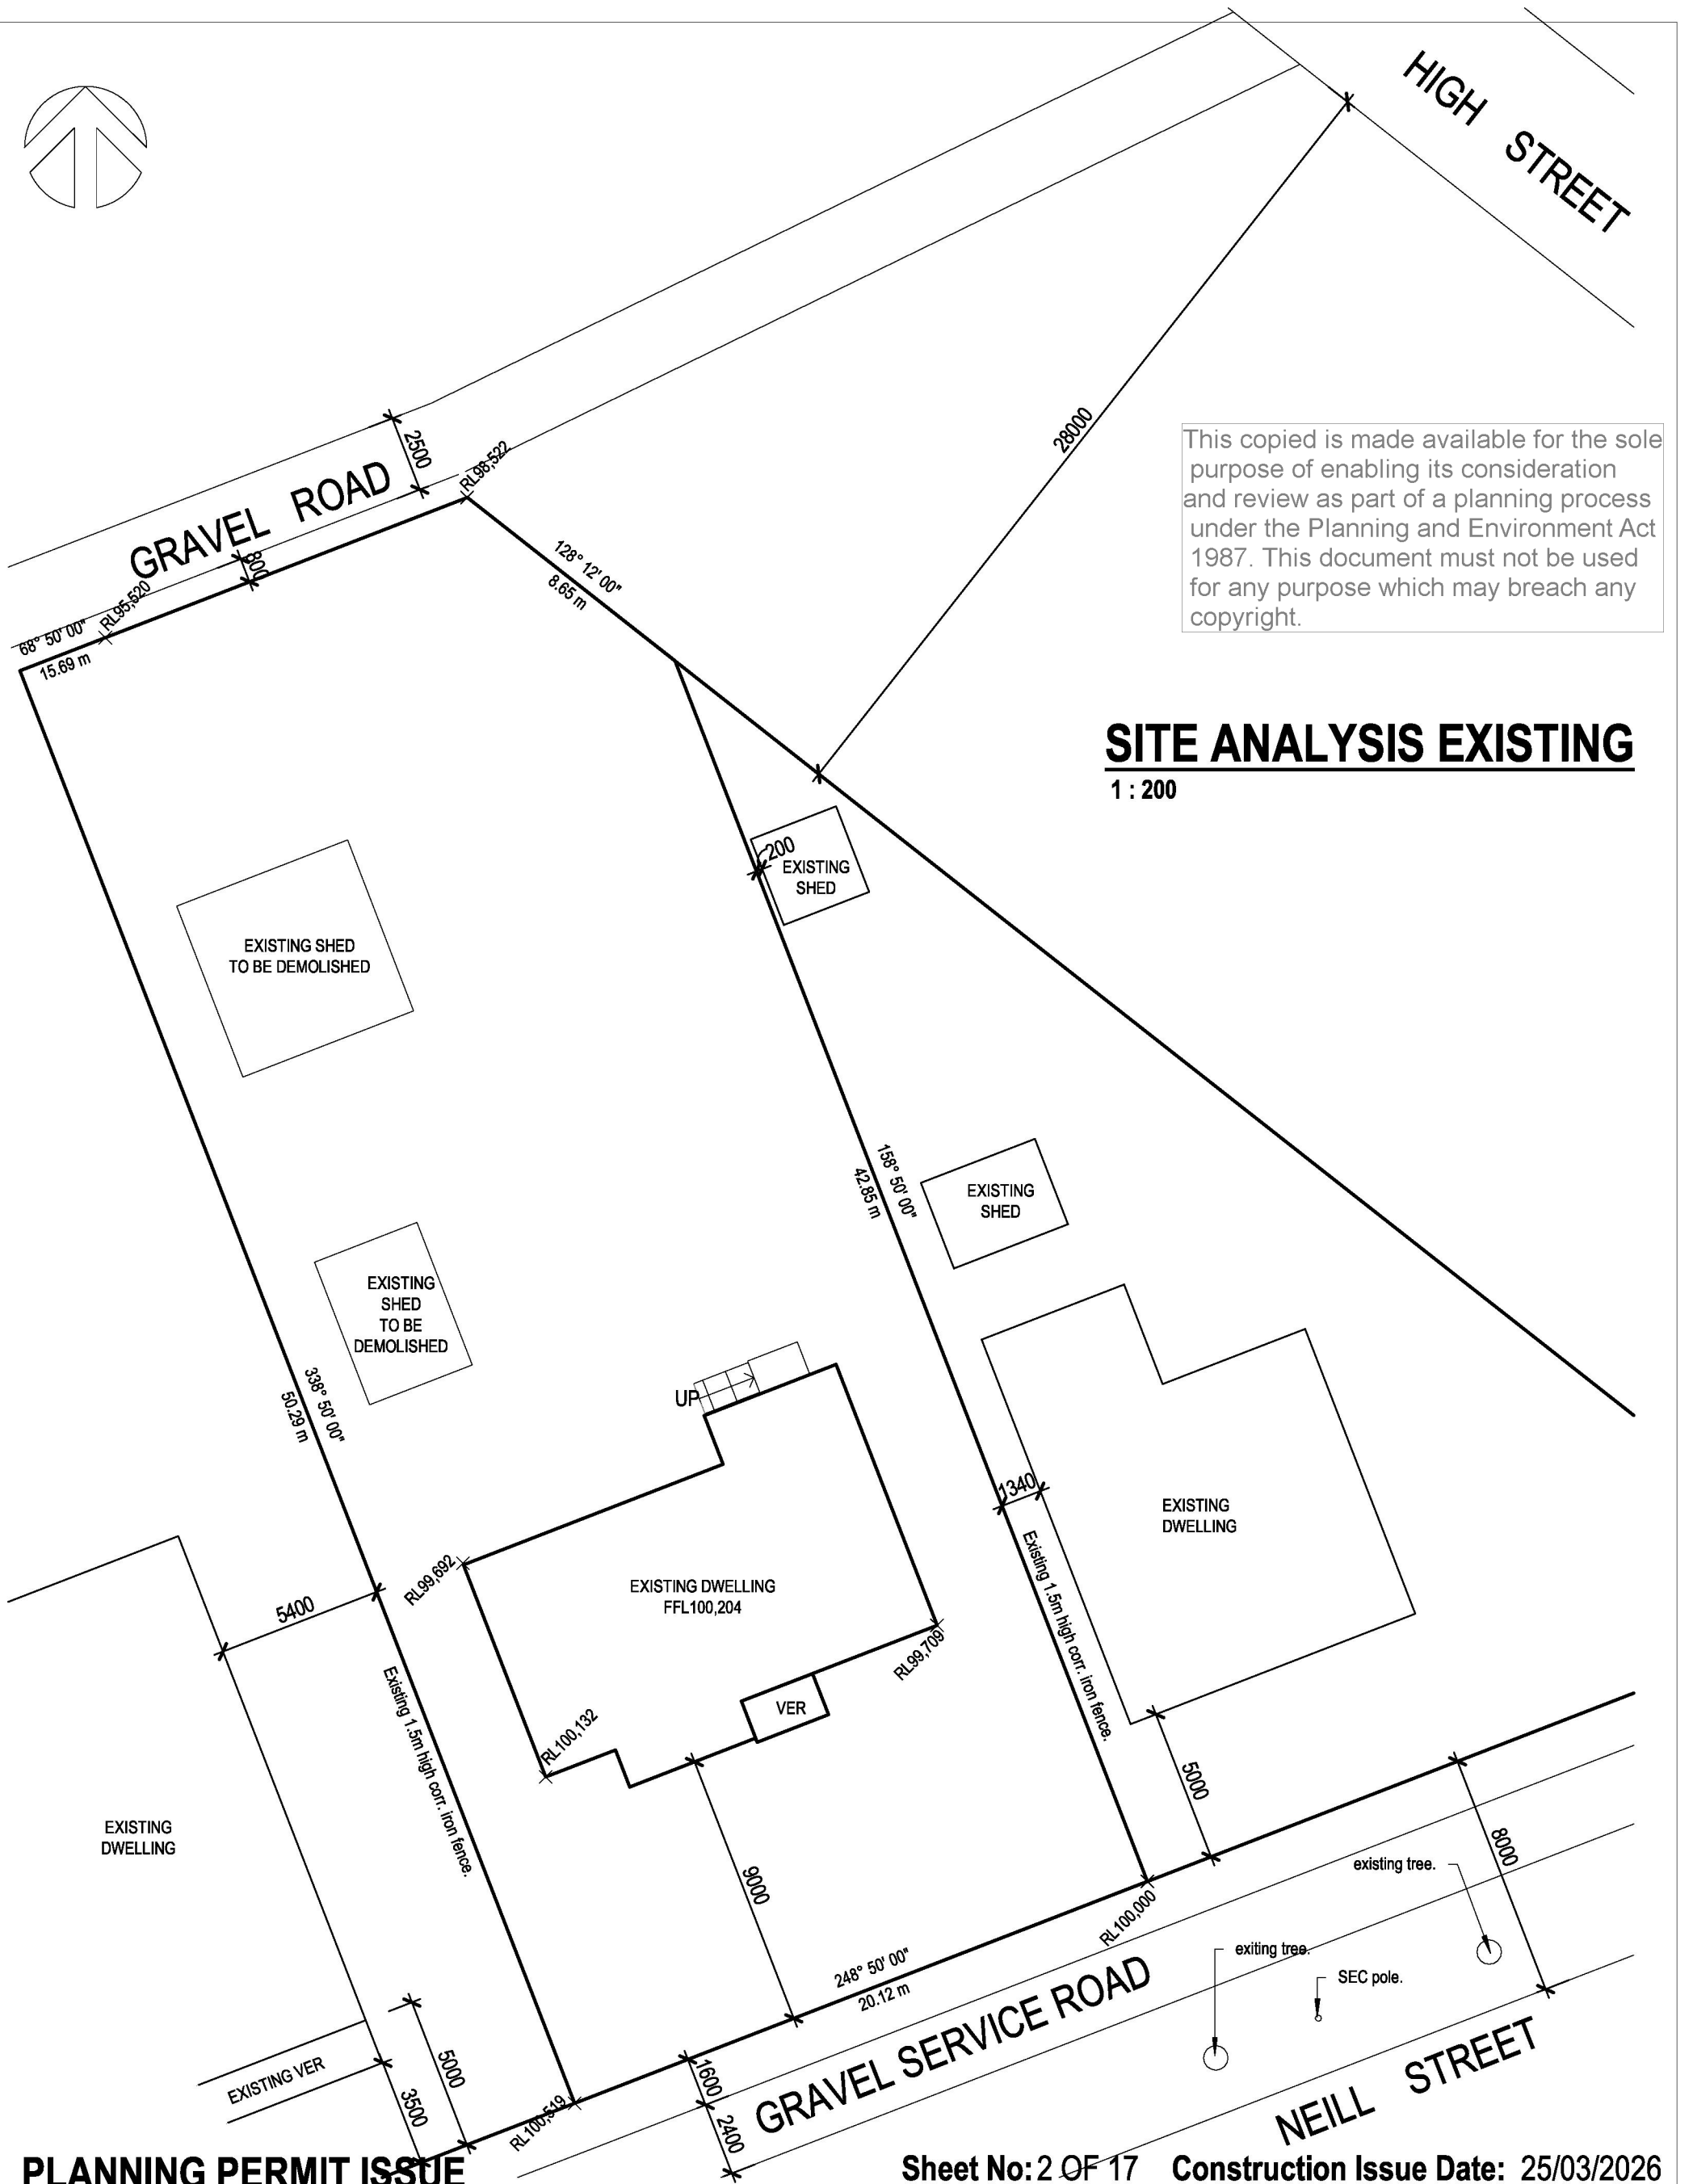 HIGH STREET
28000
This copied is made available for the sole
purpose of enabling its consideration
and review as part of a planning process
under the Planning and Environment Act
1987. This document must not be used
for any purpose which may breach any
copyright.
2500
RL98,522
GRAVEL ROAD
800
RL95,520
68° 50' 00"
15.69 m
128° 12' 00"
8.65 m
SITE ANALYSIS EXISTING
1 : 200
200
EXISTING
SHED
EXISTING SHED
TO BE DEMOLISHED
158° 50' 00"
42.85 m
EXISTING
SHED
EXISTING
SHED
TO BE
DEMOLISHED
338° 50' 00"
50.29 m
UP
1340
EXISTING
DWELLING
RL99,692
EXISTING DWELLING
FFL100,204
5400
Existing 1.5m high corr. iron fence.
RL99,709
VER
RL100,132
Existing 1.5m high corr. iron fence.
5000
EXISTING
DWELLING
9000
8000
existing tree.
RL100,000
exiting tree.
248° 50' 00"
20.12 m
SEC pole.
GRAVEL SERVICE ROAD
NEILL STREET
EXISTING VER
5000
3500
RL100,519
1600
2400
PLANNING PERMIT ISSUE
Sheet No: 2 OF 17 Construction Issue Date: 25/03/2026